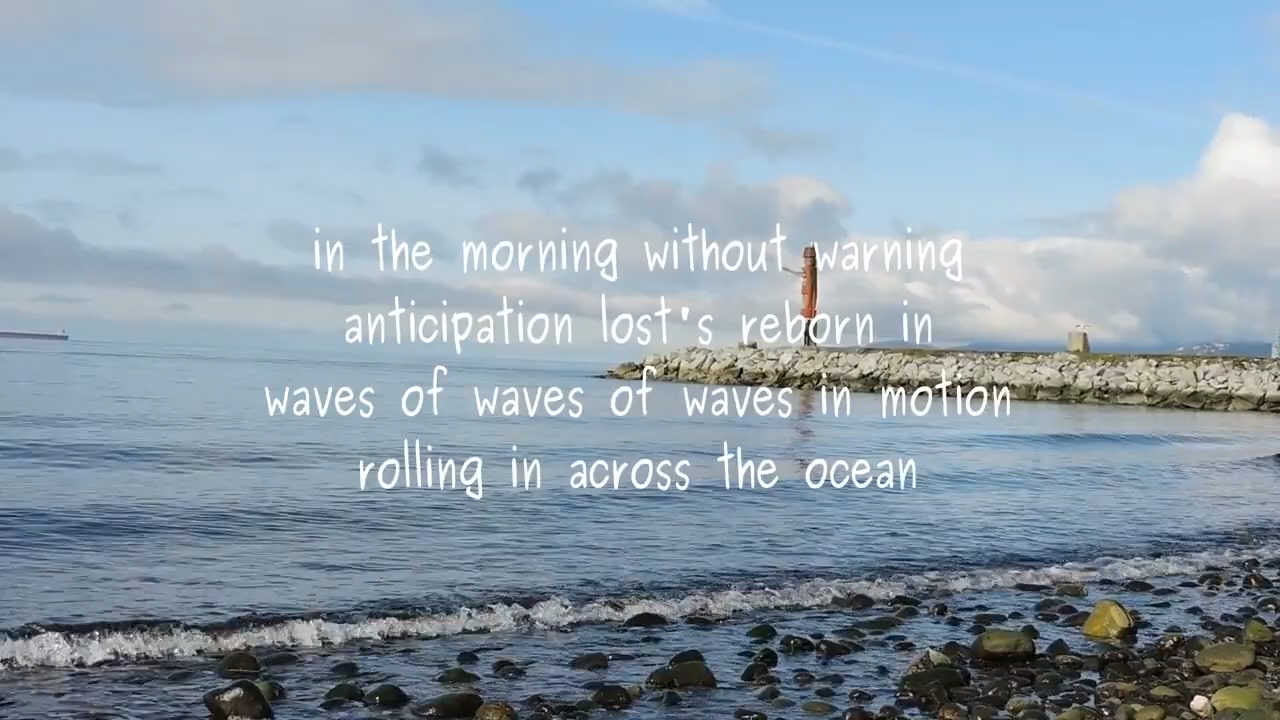 in the morning without warning
anticipation lost's reborn in
waves of waves of waves in motion
rolling in across the ocean